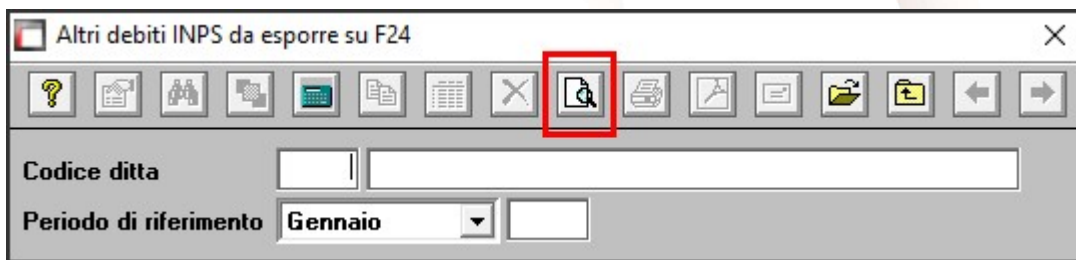 Altri debiti INPS da esporre su F24
Codice ditta
Periodo di riferimento Gennaio